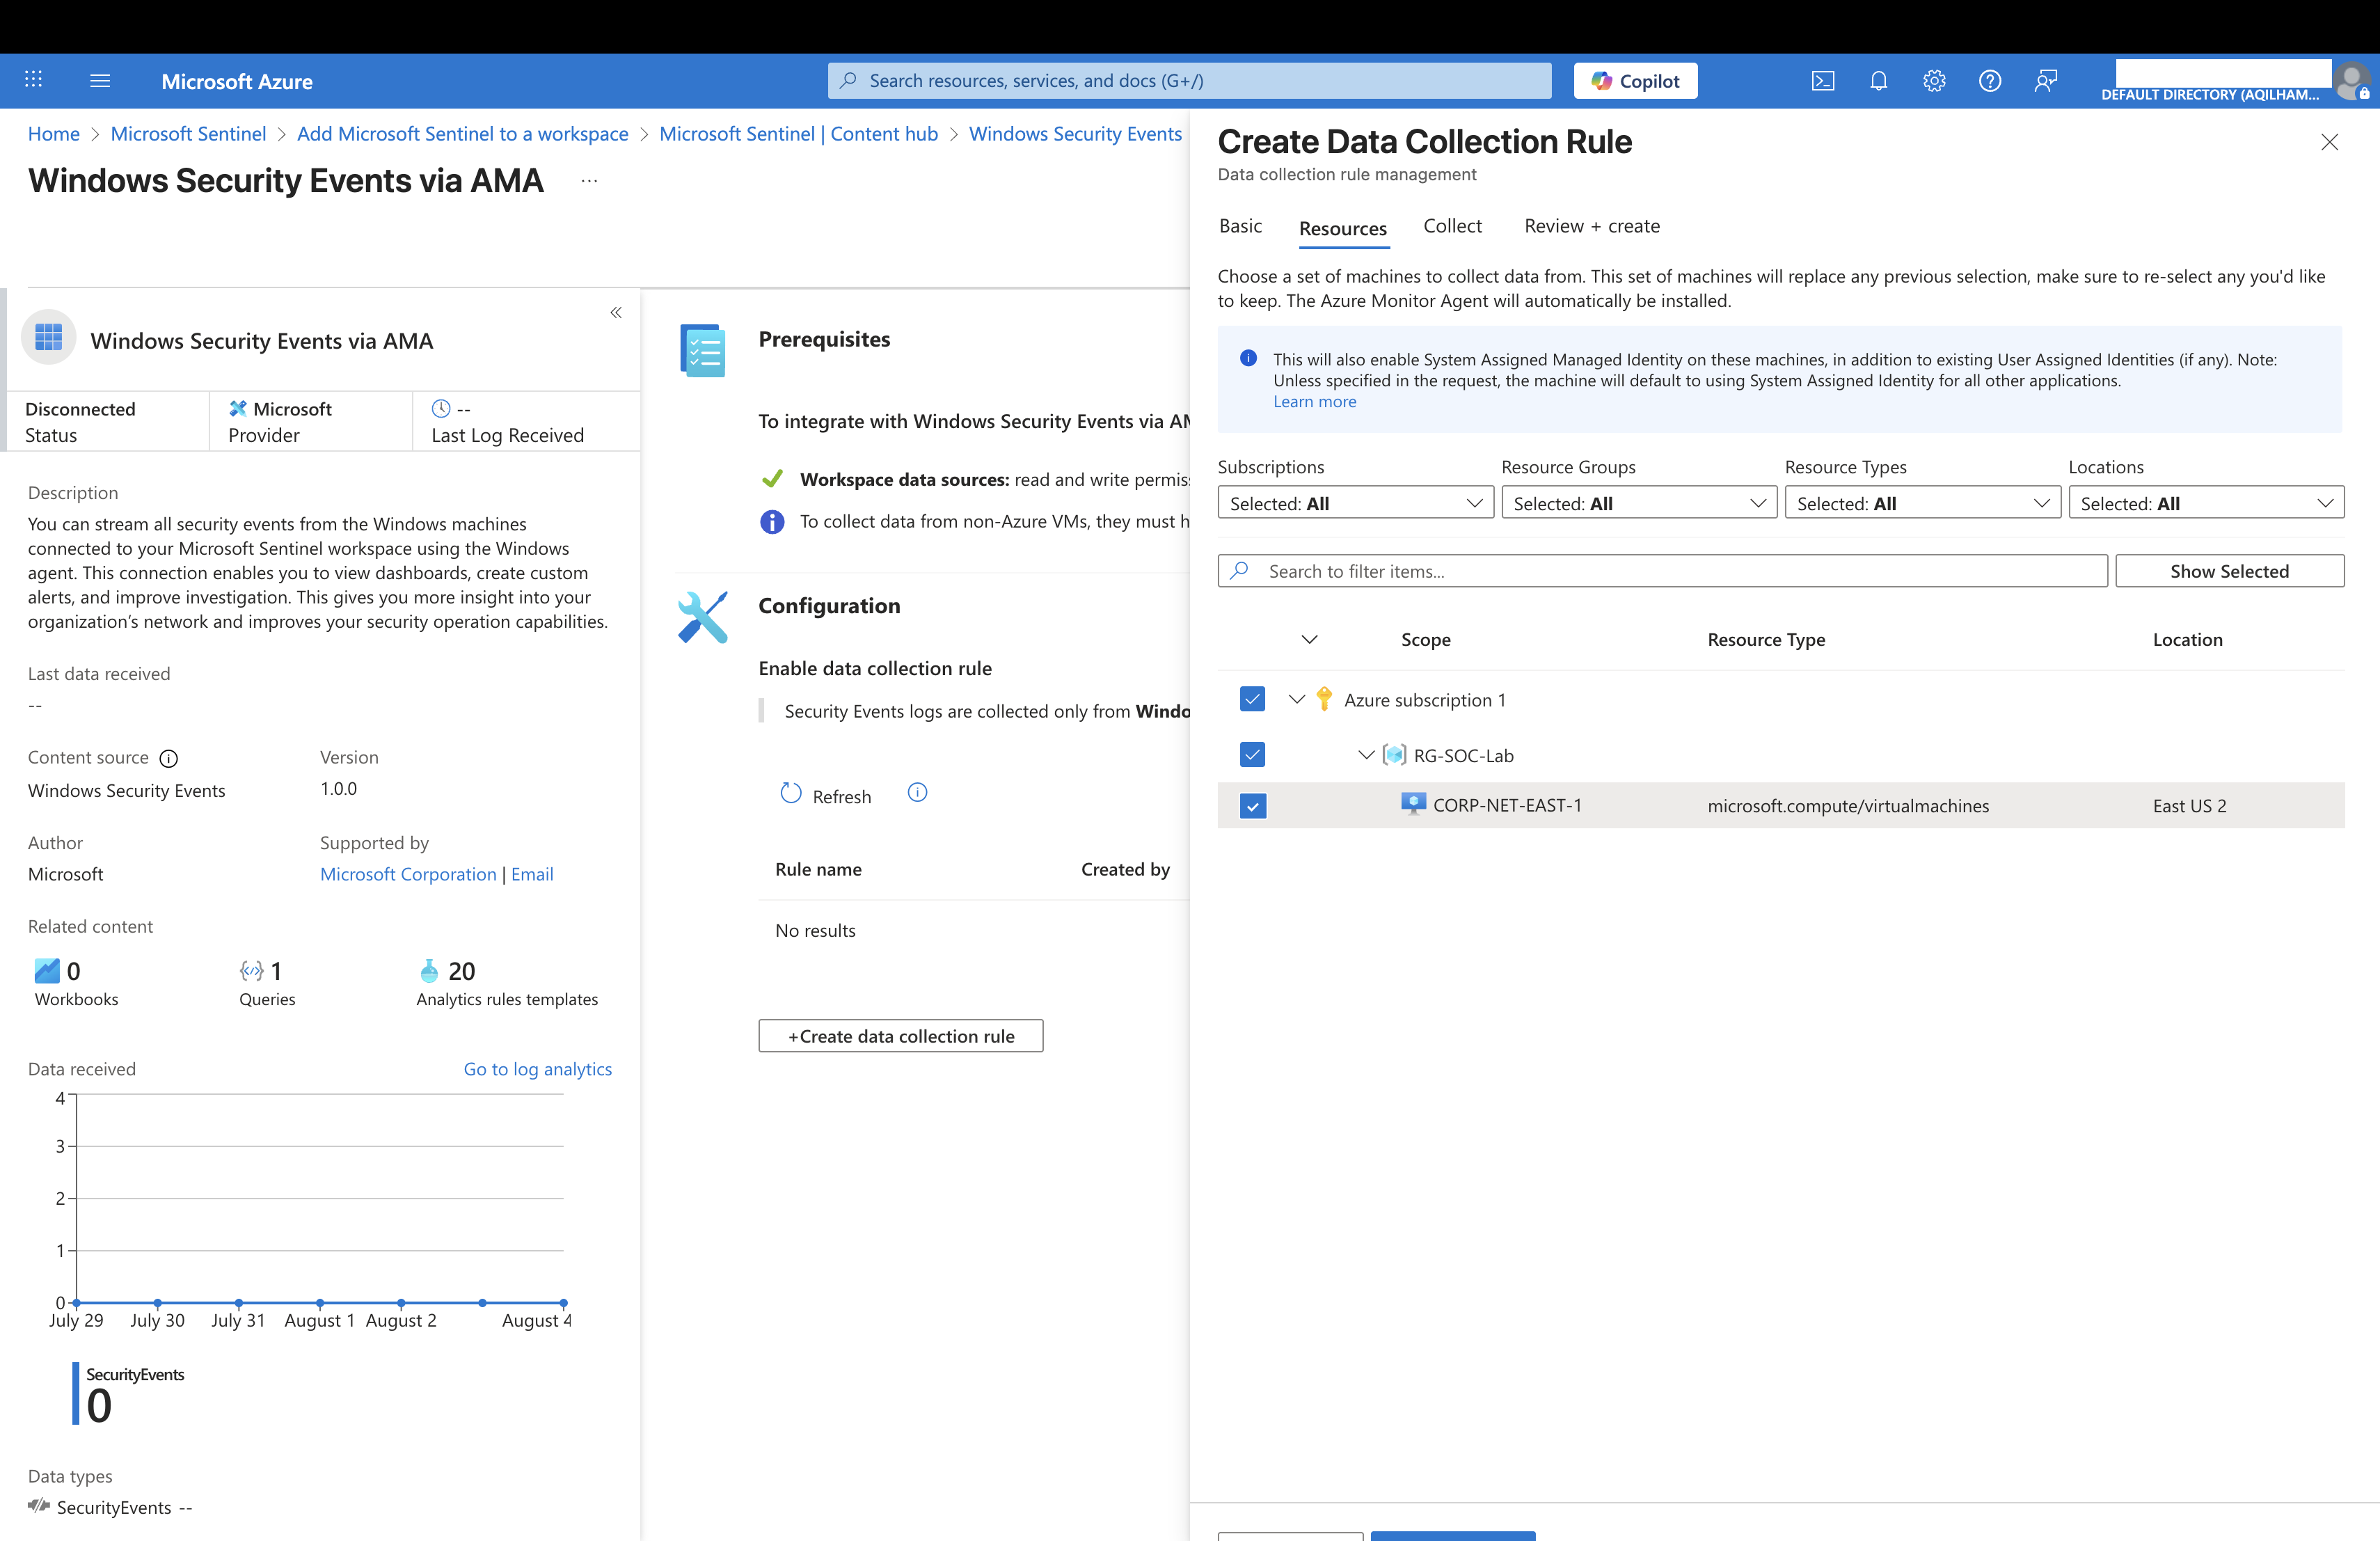 Microsoft Azure
Search resources, services, and docs (G+/)
Copilot
DEFAULT DIRECTORY (AQILHAM...
Home > Microsoft Sentinel > Add Microsoft Sentinel to a workspace > Microsoft Sentinel | Content hub > Windows Security Events
Windows Security Events via AMA ...
Windows Security Events via AMA
Disconnected
Status
Microsoft
Provider
--
Last Log Received
Description
You can stream all security events from the Windows machines
connected to your Microsoft Sentinel workspace using the Windows
agent. This connection enables you to view dashboards, create custom
alerts, and improve investigation. This gives you more insight into your
organization’s network and improves your security operation capabilities.
Last data received
--
Content source
Windows Security Events
Version
1.0.0
Author
Microsoft
Supported by
Microsoft Corporation | Email
Related content
0
Workbooks
1
Queries
20
Analytics rules templates
Data received
Go to log analytics
4
3
2
1
0
July 29 July 30 July 31 August 1 August 2 August 4
SecurityEvents
0
Data types
SecurityEvents --
Prerequisites
To integrate with Windows Security Events via AM
Workspace data sources: read and write permis
To collect data from non-Azure VMs, they must h
Configuration
Enable data collection rule
Security Events logs are collected only from Windo
Refresh
Rule name Created by
No results
+Create data collection rule
Create Data Collection Rule
Data collection rule management
Basic Resources Collect Review + create
Choose a set of machines to collect data from. This set of machines will replace any previous selection, make sure to re-select any you'd like
to keep. The Azure Monitor Agent will automatically be installed.
This will also enable System Assigned Managed Identity on these machines, in addition to existing User Assigned Identities (if any). Note:
Unless specified in the request, the machine will default to using System Assigned Identity for all other applications.
Learn more
Subscriptions Resource Groups Resource Types Locations
Selected: All Selected: All Selected: All Selected: All
Search to filter items...
Show Selected
Scope Resource Type Location
Azure subscription 1
RG-SOC-Lab
CORP-NET-EAST-1 microsoft.compute/virtualmachines East US 2